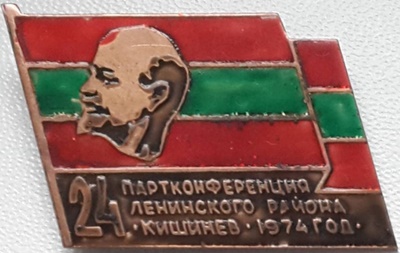 24 ПАРТКОНФЕРЕНЦИЯ
ЛЕНИНСКОГО РАЙОНА
·КИШИНЕВ·1974 ГОД·